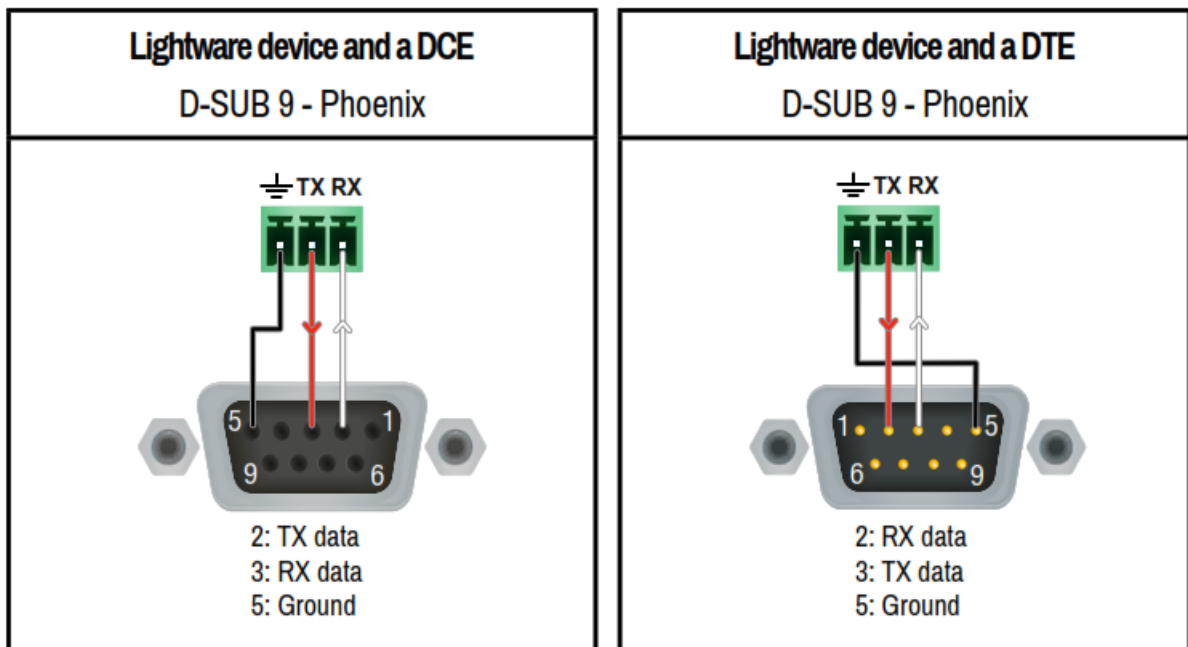 Lightware device and a DCE
D-SUB 9 - Phoenix
TX RX
5 1
9 6
2: TX data
3: RX data
5: Ground
Lightware device and a DTE
D-SUB 9 - Phoenix
TX RX
1 5
6 9
2: RX data
3: TX data
5: Ground